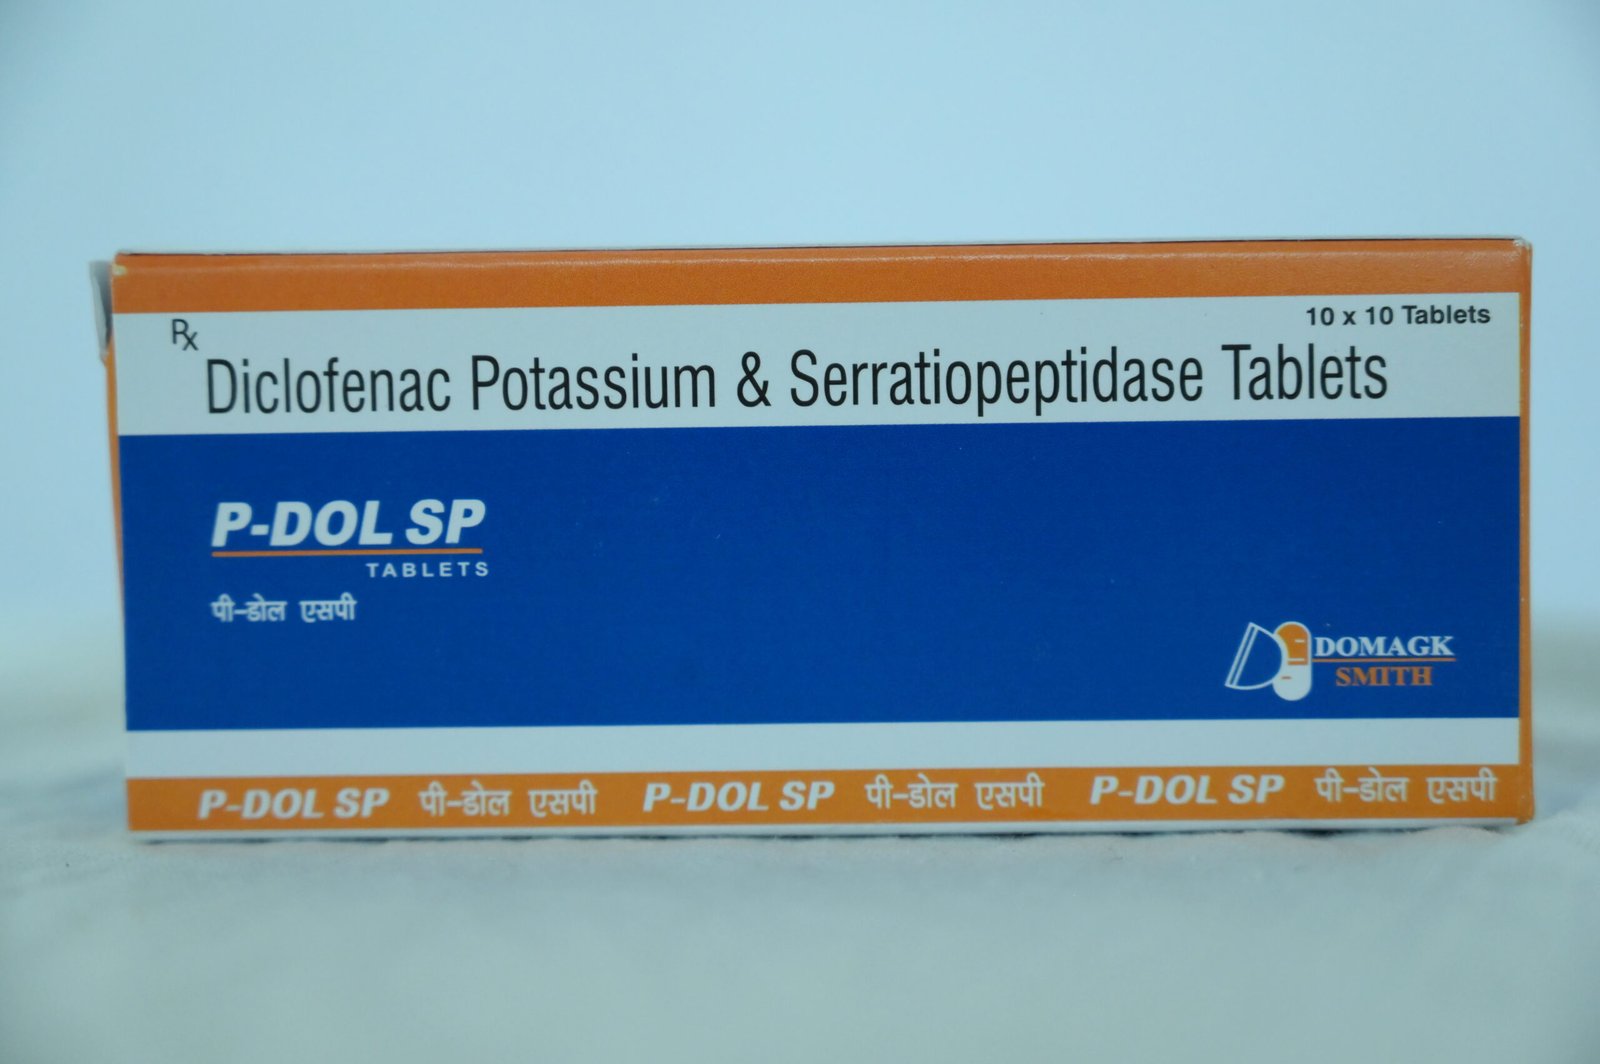 10 x 10 Tablets
Rx
Diclofenac Potassium & Serratiopeptidase Tablets
P-DOL SP
TABLETS
पी-डोल एसपी
DOMAGK
SMITH
P-DOL SP पी-डोल एसपी P-DOL SP पी-डोल एसपी P-DOL SP पी-डोल एसपी